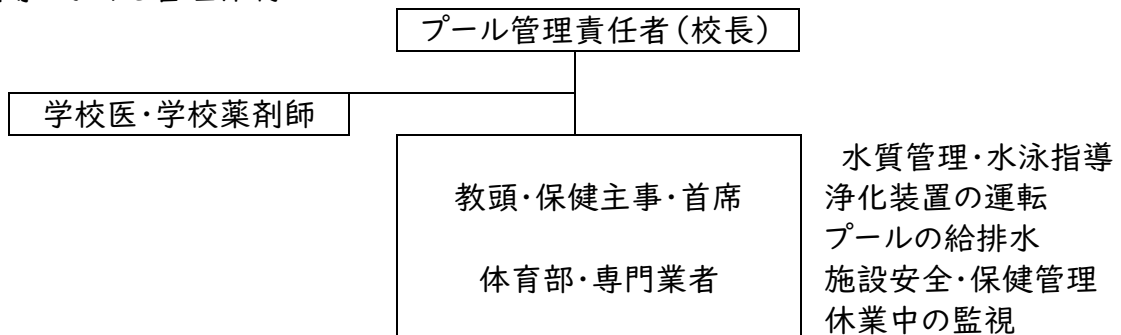 プール管理責任者(校長)
学校医・学校薬剤師
水質管理・水泳指導
教頭・保健主事・首席
浄化装置の運転
プールの給排水
体育部・専門業者
施設安全・保健管理
休業中の監視